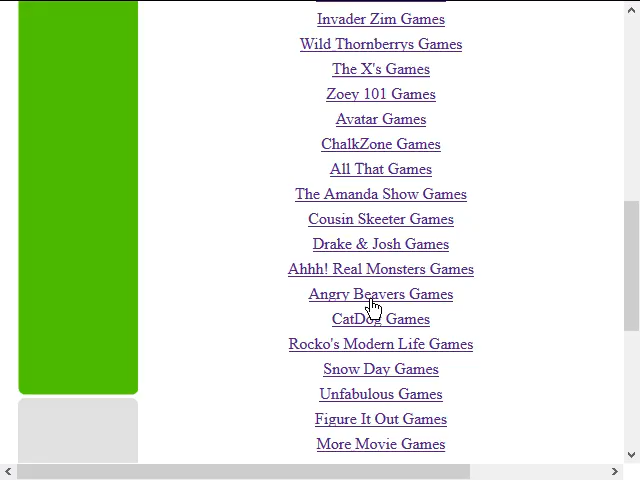 Invader Zim Games
Wild Thornberrys Games
The X's Games
Zoey 101 Games
Avatar Games
ChalkZone Games
All That Games
The Amanda Show Games
Cousin Skeeter Games
Drake & Josh Games
Ahhh! Real Monsters Games
Angry Beavers Games
CatDog Games
Rocko's Modern Life Games
Snow Day Games
Unfabulous Games
Figure It Out Games
More Movie Games